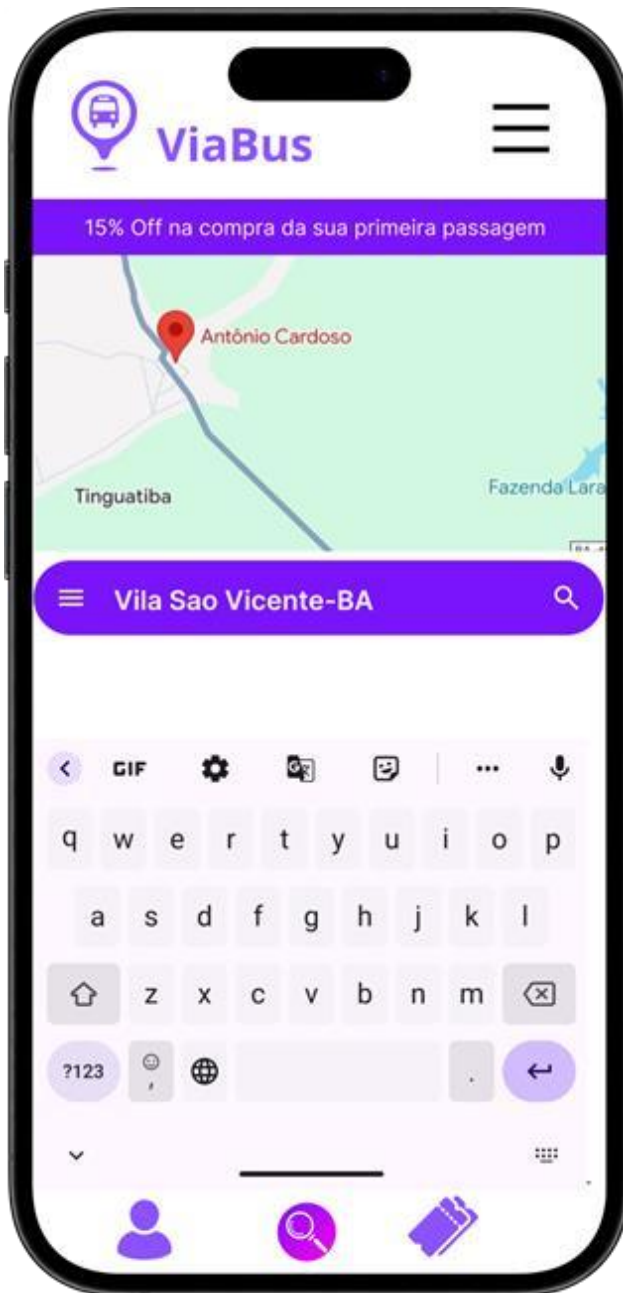 ViaBus
15% Off na compra da sua primeira passagem
Antônio Cardoso
Tinguatiba
Fazenda Lara
Vila Sao Vicente-BA
GIF
q w e r t y u i o p
a s d f g h j k l
z x c v b n m
?123 , .